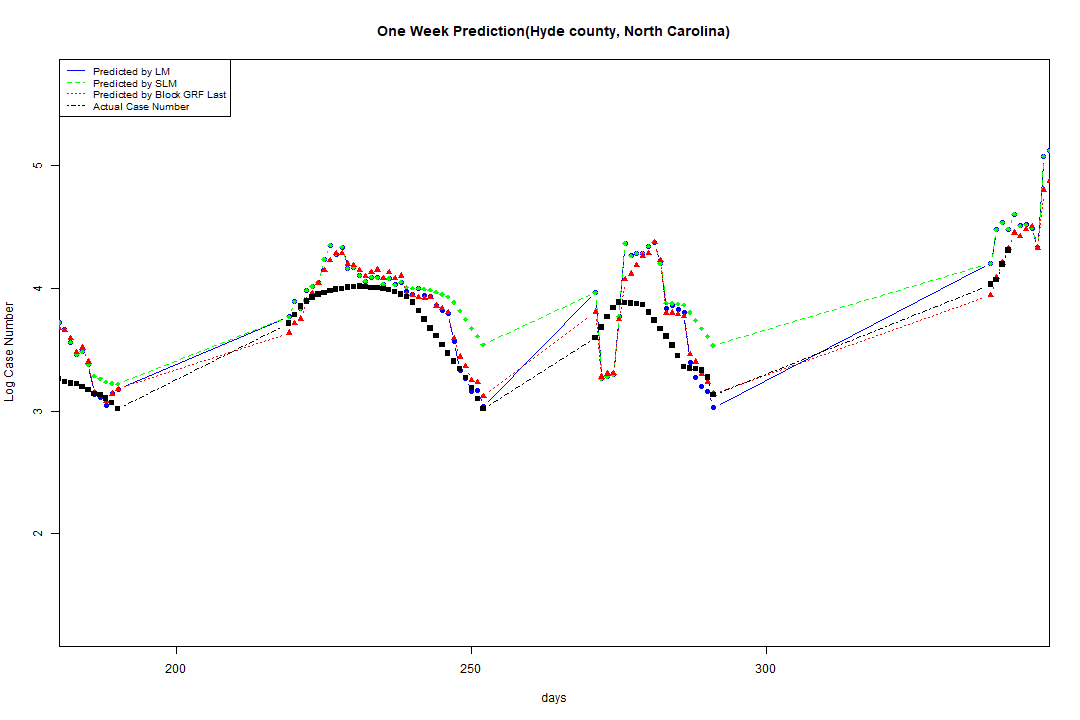 One Week Prediction(Hyde county, North Carolina)
Predicted by LM
Predicted by SLM
Predicted by Block GRF Last
Actual Case Number
5
4
3
2
Log Case Number
200 250 300
days